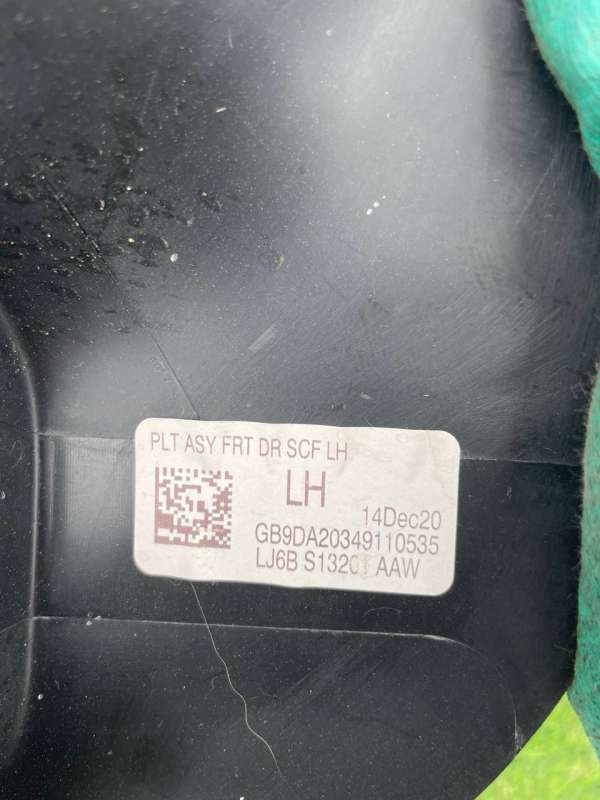 PLT ASY FRT DR SCF LH
LH
14Dec20
GB9DA20349110535
LJ6B AAW